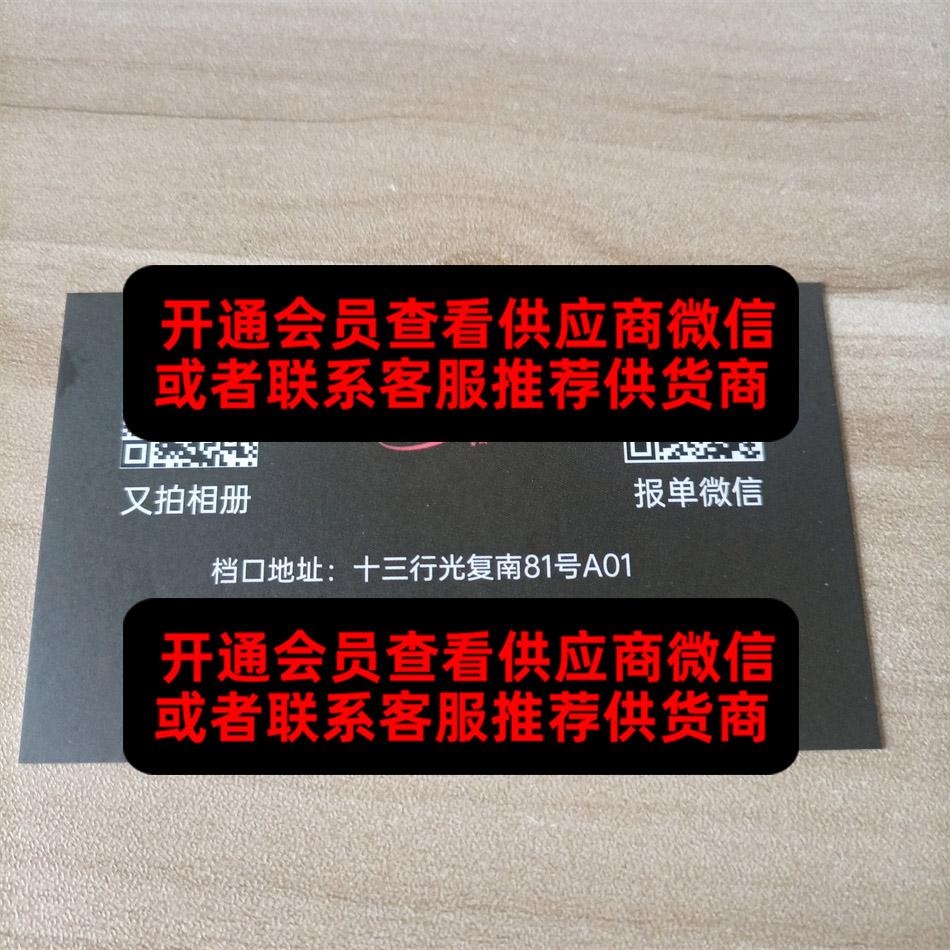 开通会员查看供应商微信
或者联系客服推荐供货商
又拍相册
报单微信
档口地址：十三行光复南81号A01
开通会员查看供应商微信
或者联系客服推荐供货商